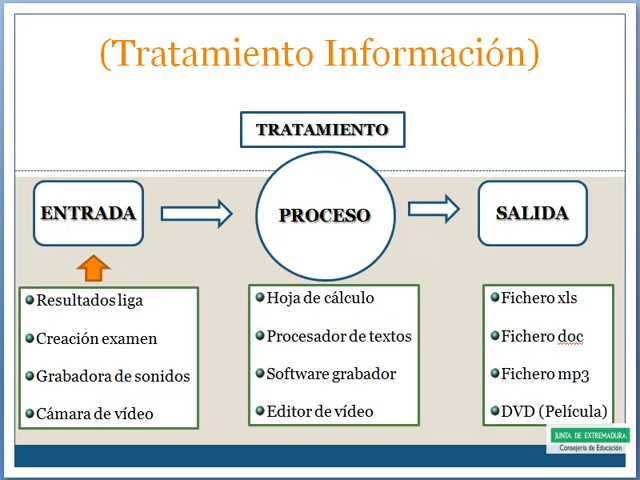 (Tratamiento Información)
TRATAMIENTO
ENTRADA
PROCESO
SALIDA
Resultados liga
Creación examen
Grabadora de sonidos
Cámara de vídeo
Hoja de cálculo
Procesador de textos
Software grabador
Editor de vídeo
Fichero xls
Fichero doc
Fichero mp3
DVD (Película)
JUNTA DE EXTREMADURA
Consejería de Educación